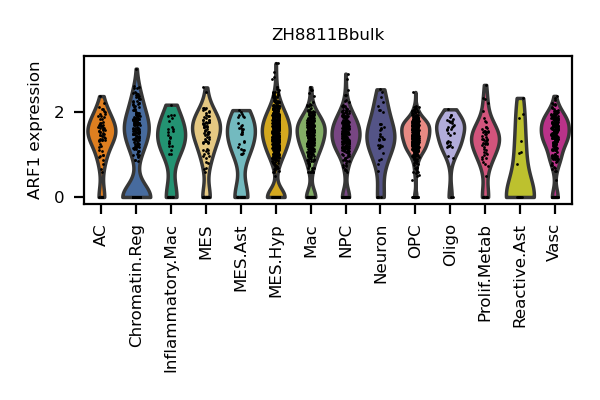 ZH8811Bbulk
ARF1 expression
2
0
AC
Chromatin.Reg
Inflammatory.Mac
MES
MES.Ast
MES.Hyp
Mac
NPC
Neuron
OPC
Oligo
Prolif.Metab
Reactive.Ast
Vasc